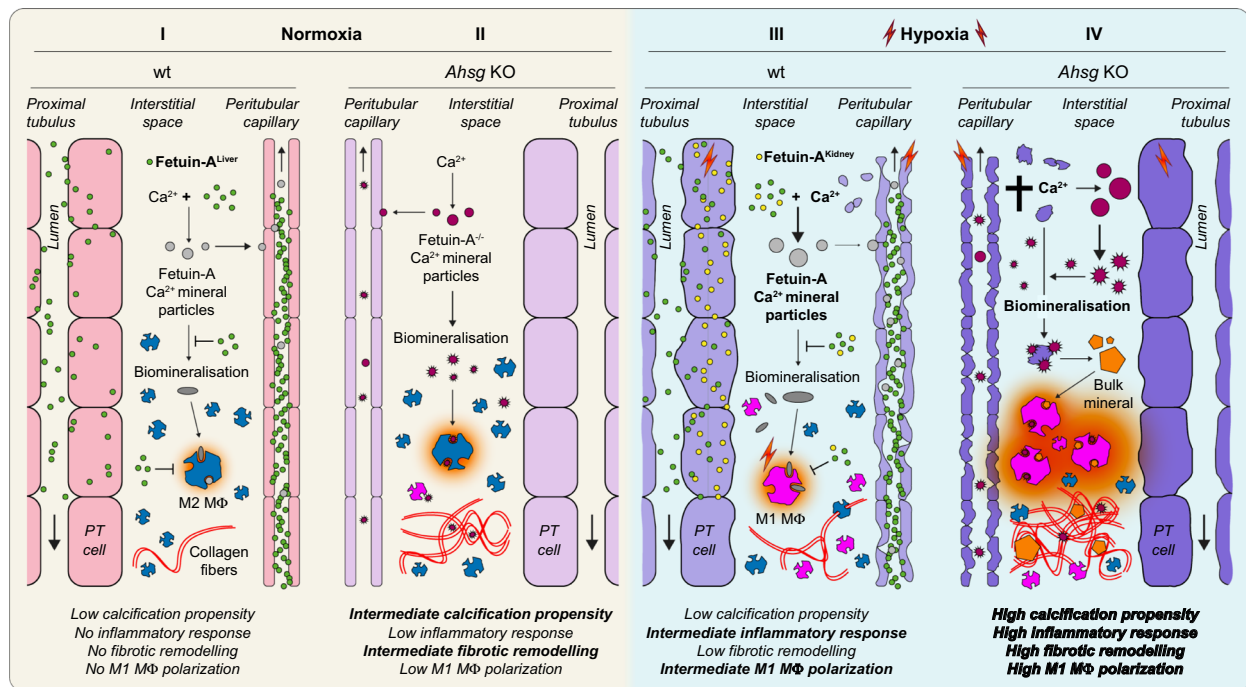 I
Normoxia
II
III
Hypoxia
IV
wt
Ahsg KO
wt
Ahsg KO
Proximal
tubulus
Interstitial
space
Peritubular
capillary
Peritubular
capillary
Interstitial
space
Proximal
tubulus
Proximal
tubulus
Interstitial
space
Peritubular
capillary
Peritubular
capillary
Interstitial
space
Proximal
tubulus
Lumen
Fetuin-A^Liver
Ca²⁺ +
Fetuin-A
Ca²⁺ mineral
particles
Biomineralisation
M2 MΦ
Collagen
fibers
PT
cell
Ca²⁺
Fetuin-A⁻/⁻
Ca²⁺ mineral
particles
Biomineralisation
Lumen
PT
cell
Lumen
Fetuin-A^Kidney
+ Ca²⁺
Fetuin-A
Ca²⁺ mineral
particles
Biomineralisation
M1 MΦ
PT
cell
+ Ca²⁺
Biomineralisation
Bulk
mineral
Lumen
PT
cell
Low calcification propensity
No inflammatory response
No fibrotic remodelling
No M1 MΦ polarization
Intermediate calcification propensity
Low inflammatory response
Intermediate fibrotic remodelling
Low M1 MΦ polarization
Low calcification propensity
Intermediate inflammatory response
Low fibrotic remodelling
Intermediate M1 MΦ polarization
High calcification propensity
High inflammatory response
High fibrotic remodelling
High M1 MΦ polarization